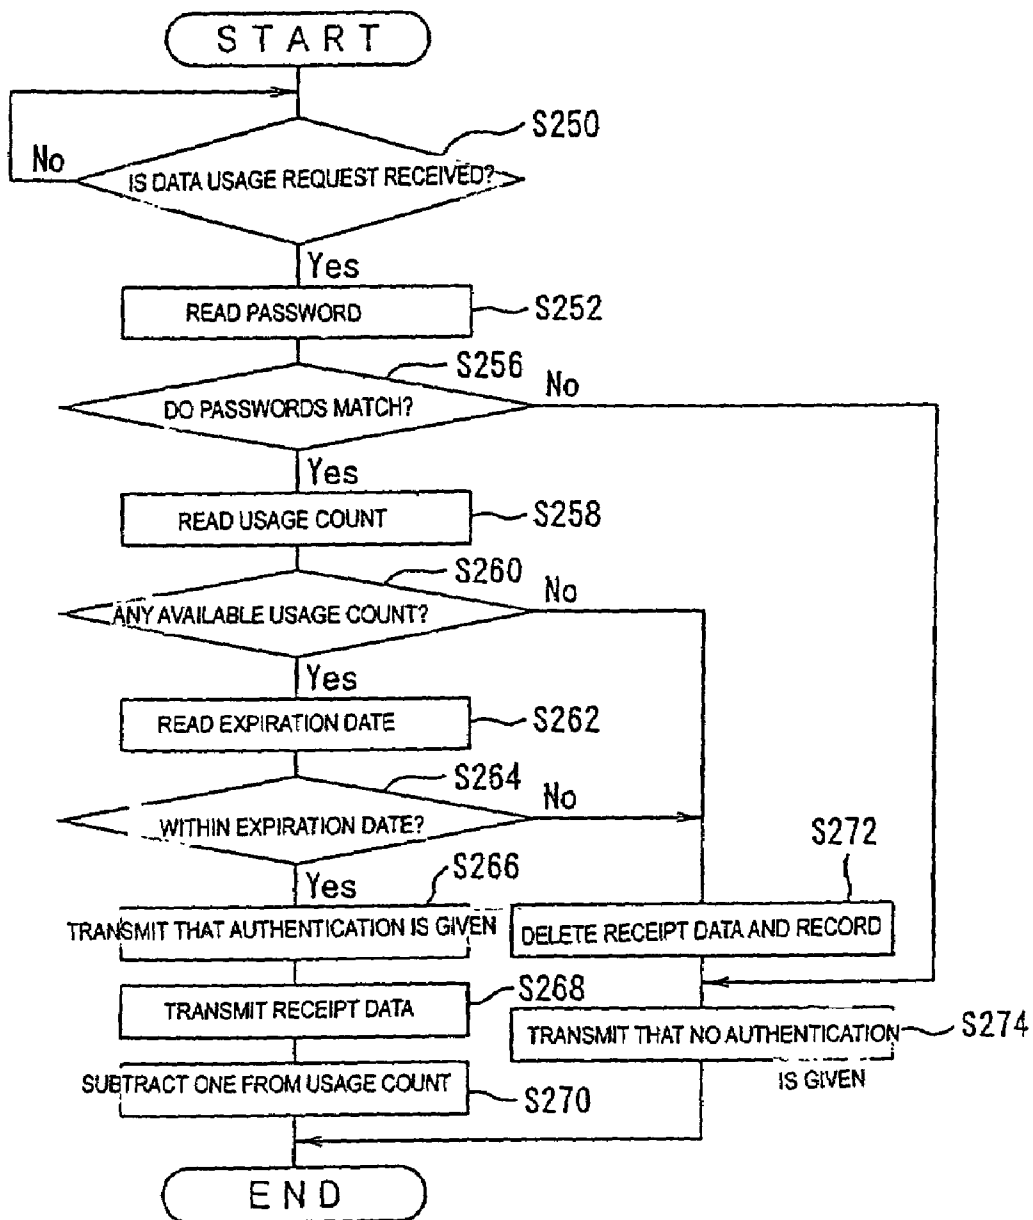 START
S250
No
IS DATA USAGE REQUEST RECEIVED?
Yes
READ PASSWORD
S252
S256
No
DO PASSWORDS MATCH?
Yes
READ USAGE COUNT
S258
S260
No
ANY AVAILABLE USAGE COUNT?
Yes
READ EXPIRATION DATE
S262
S264
No
WITHIN EXPIRATION DATE?
S272
Yes
S266
TRANSMIT THAT AUTHENTICATION IS GIVEN
DELETE RECEIPT DATA AND RECORD
TRANSMIT RECEIPT DATA
S268
TRANSMIT THAT NO AUTHENTICATION
IS GIVEN
S274
SUBTRACT ONE FROM USAGE COUNT
S270
END